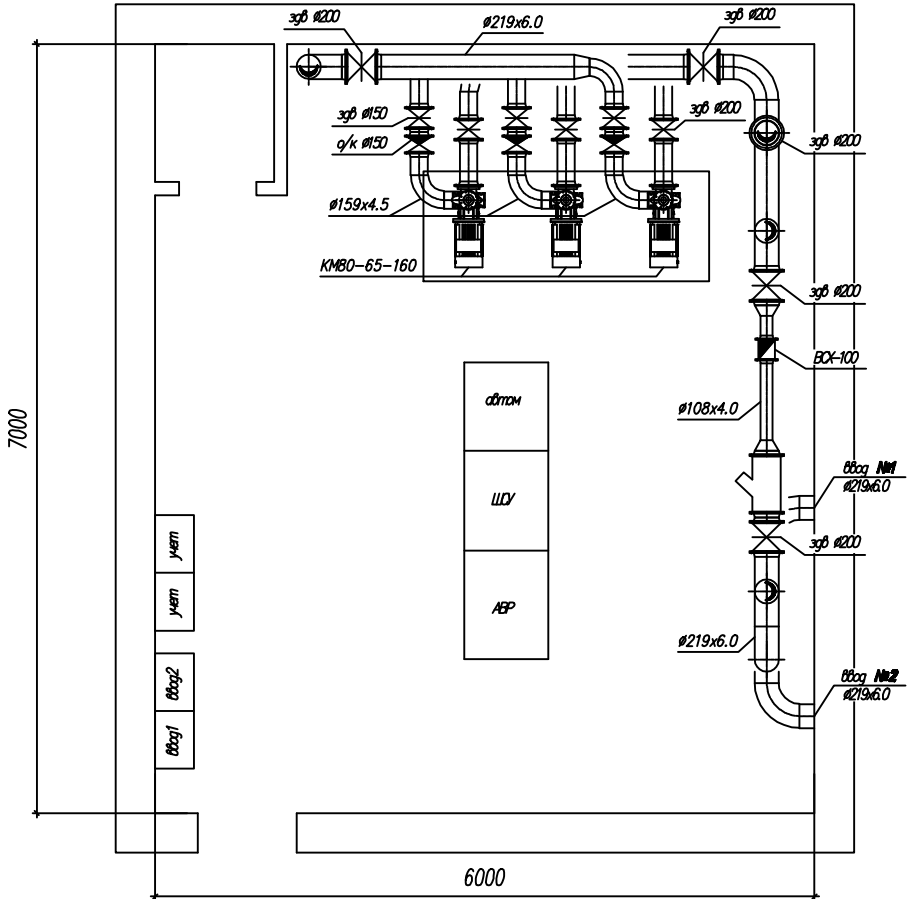 здв Ø200
Ø219x6.0
здв Ø200
здв Ø150
здв Ø200
о/к Ø150
здв Ø200
Ø159x4.5
КМ80-65-160
здв Ø200
ВСХ-100
автом
Ø108x4.0
7000
ввод №1
Ø219x6.0
ЩСУ
учет
здв Ø200
учет
АВР
Ø219x6.0
ввод2
ввод №2
Ø219x6.0
ввод1
6000